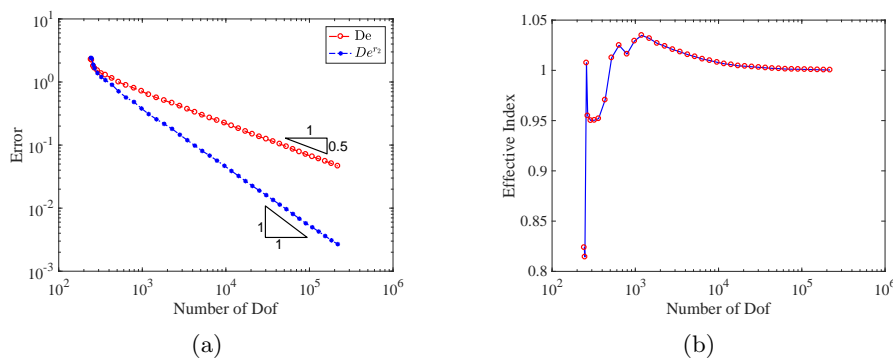 10^1
10^0
10^{-1}
10^{-2}
10^{-3}
Error
De
De^{r_2}
1
0.5
1
1
10^2 10^3 10^4 10^5 10^6
Number of Dof
(a)
1.05
1
0.95
0.9
0.85
0.8
Effective Index
10^2 10^3 10^4 10^5 10^6
Number of Dof
(b)